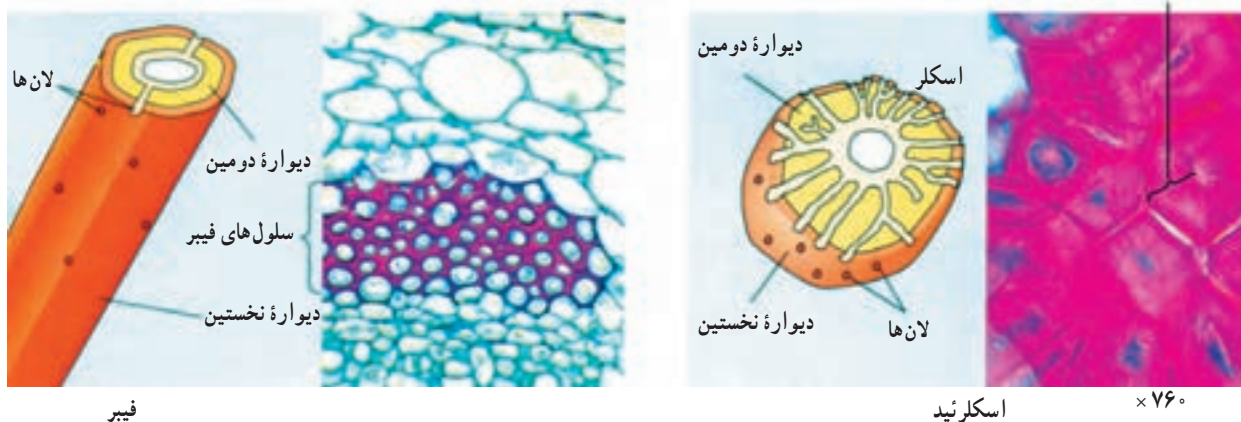 دیوارهٔ دومین
اسکلر
دیوارهٔ نخستین
لان‌ها
اسکلرئید
×۷۶۰
لان‌ها
دیوارهٔ دومین
سلول‌های فیبر
دیوارهٔ نخستین
فیبر